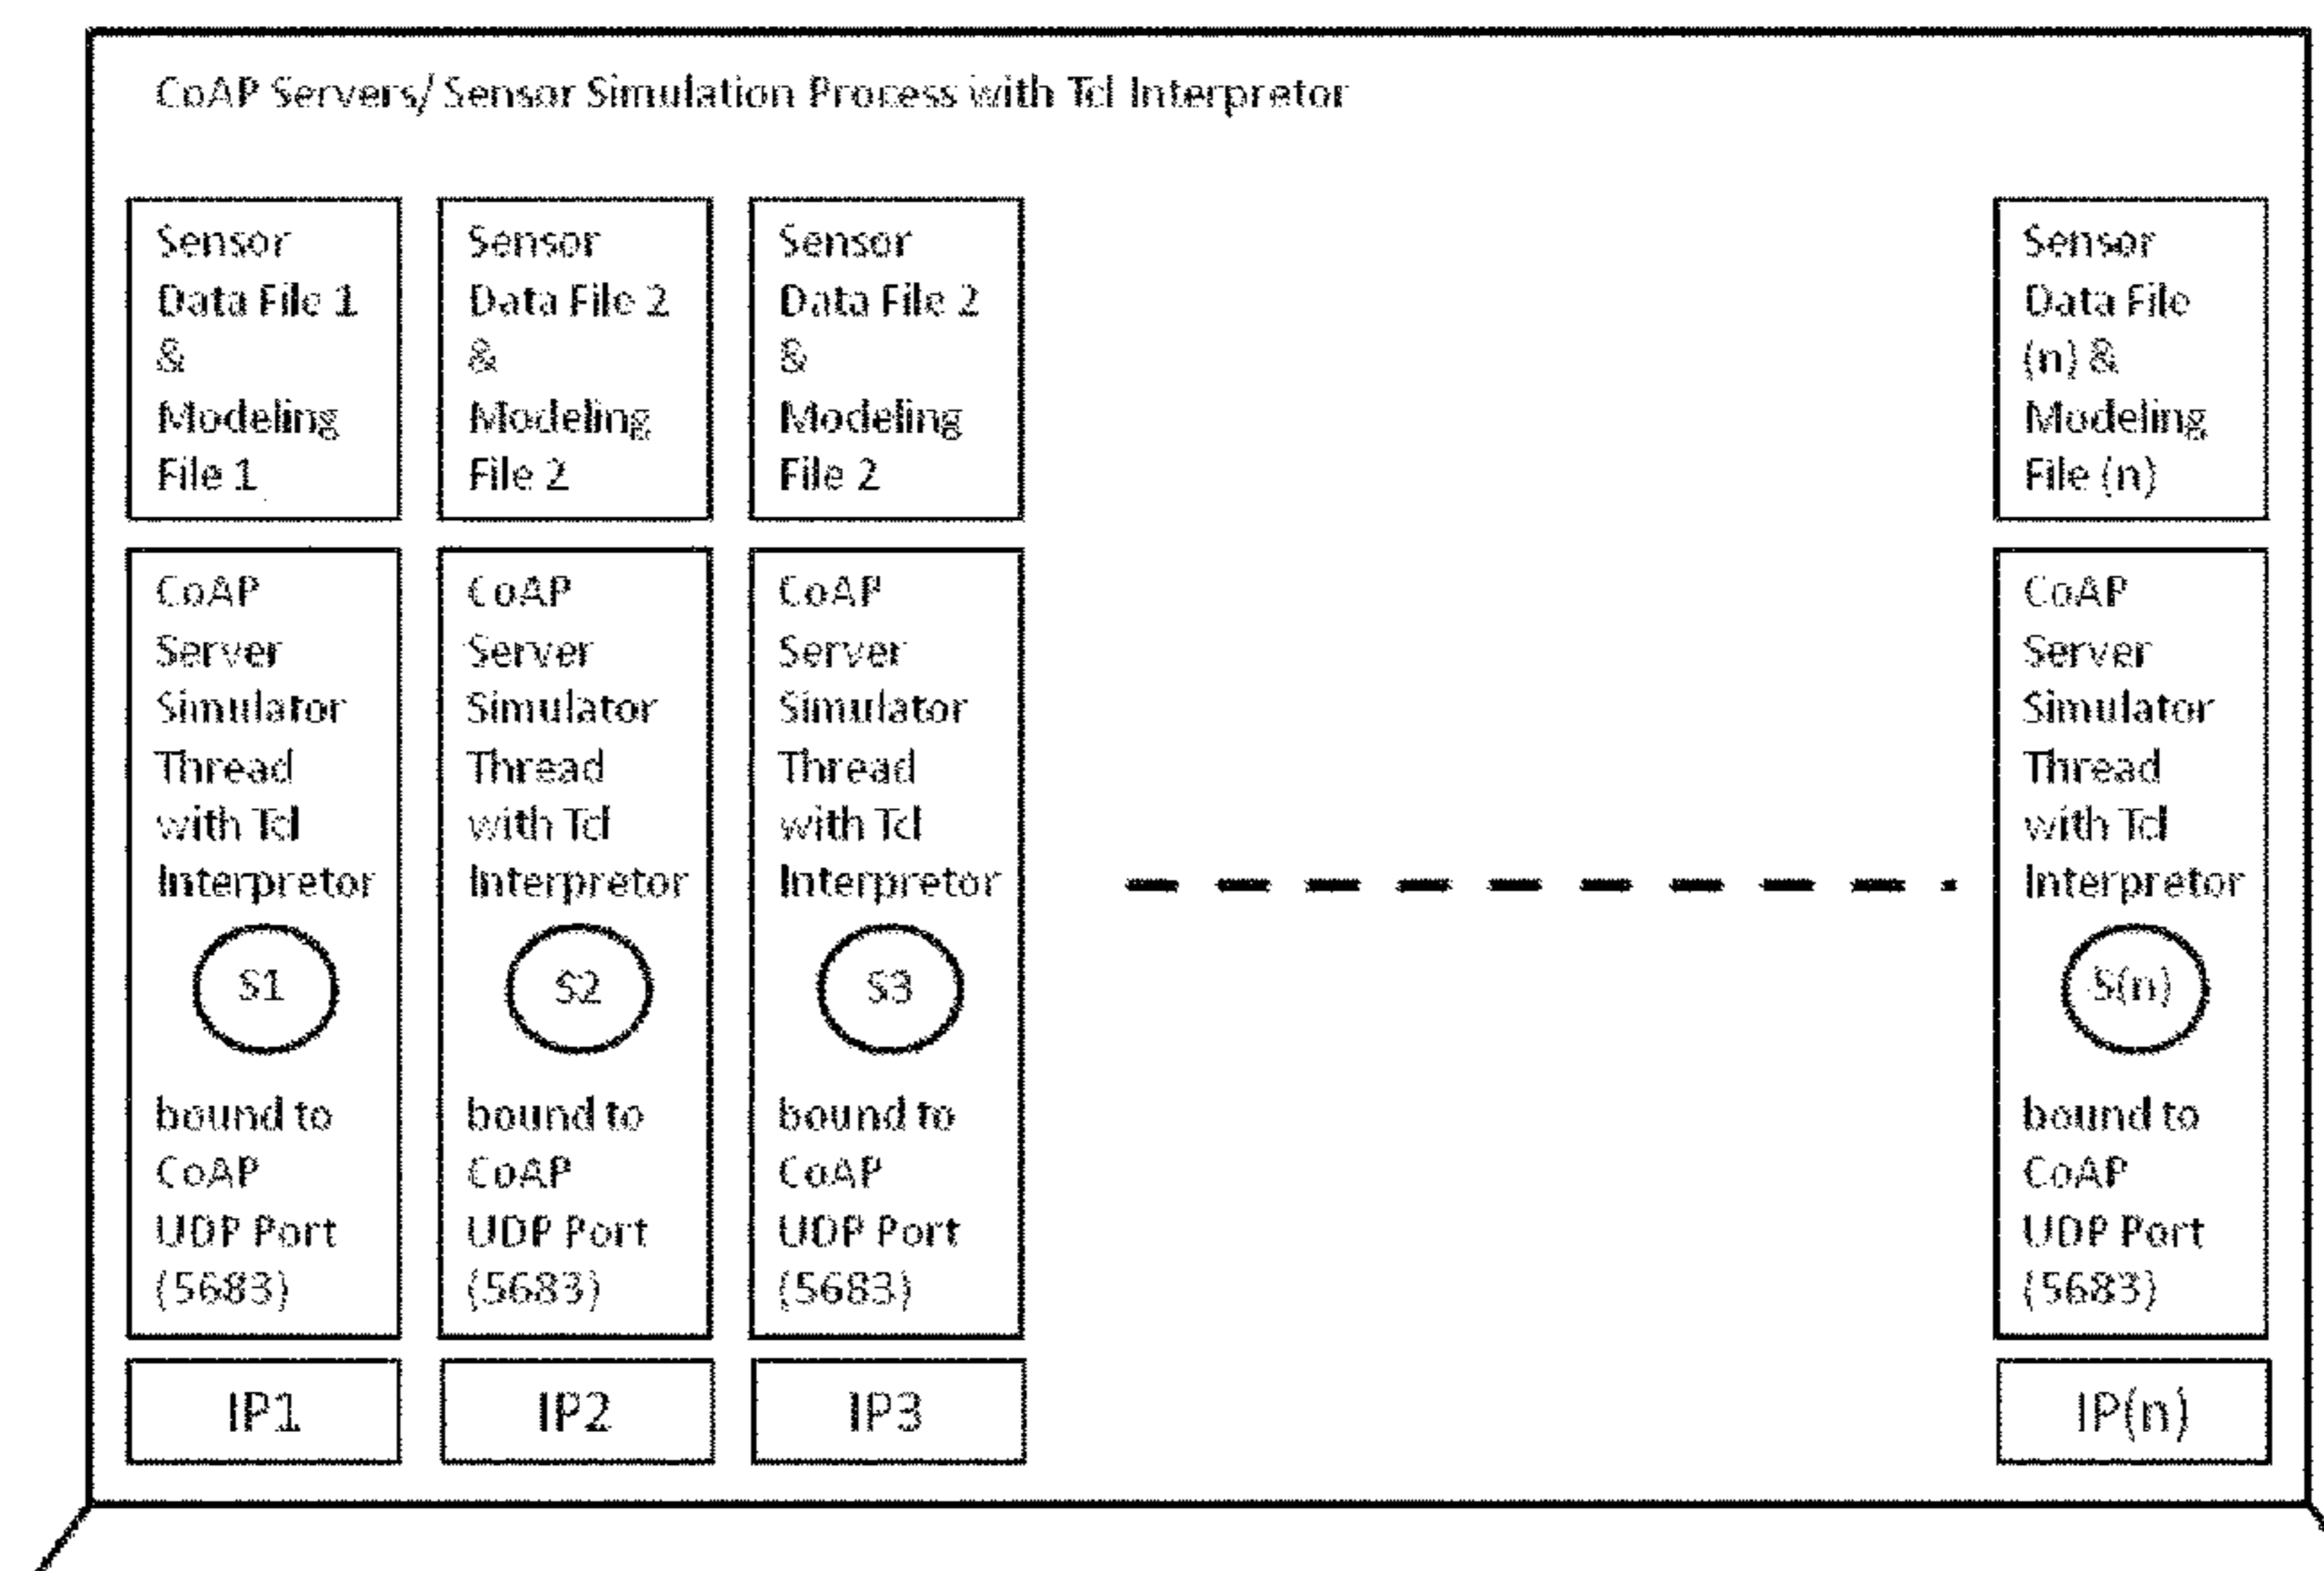 CoAP Servers/ Sensor Simulation Process with Tcl Interpretor
Sensor
Data File 1
&
Modeling
File 1
Sensor
Data File 2
&
Modeling
File 2
Sensor
Data File 2
&
Modeling
File 2
Sensor
Data File
(n) &
Modeling
File (n)
CoAP
Server
Simulator
Thread
with Tcl
Interpretor
S1
bound to
CoAP
UDP Port
(5683)
CoAP
Server
Simulator
Thread
with Tcl
Interpretor
S2
bound to
CoAP
UDP Port
(5683)
CoAP
Server
Simulator
Thread
with Tcl
Interpretor
S3
bound to
CoAP
UDP Port
(5683)
CoAP
Server
Simulator
Thread
with Tcl
Interpretor
S(n)
bound to
CoAP
UDP Port
(5683)
IP1
IP2
IP3
IP(n)